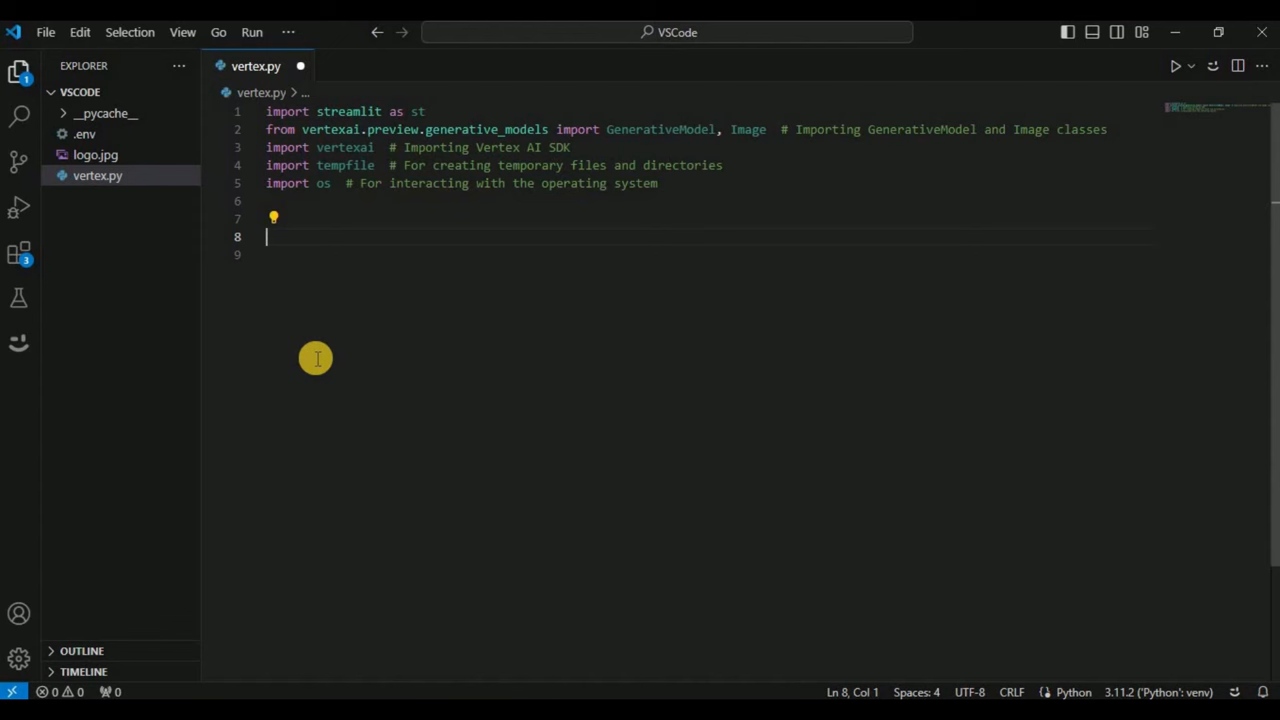 File Edit Selection View Go Run ··· VSCode
EXPLORER ···
vertex.py
VSCODE
vertex.py > ...
__pycache__
.env
logo.jpg
vertex.py
1 import streamlit as st
2 from vertexai.preview.generative_models import GenerativeModel, Image # Importing GenerativeModel and Image classes
3 import vertexai # Importing Vertex AI SDK
4 import tempfile # For creating temporary files and directories
5 import os # For interacting with the operating system
6
7
8
9
1
3
OUTLINE
TIMELINE
0 0 0 Ln 8, Col 1 Spaces: 4 UTF-8 CRLF Python 3.11.2 ('Python': venv)